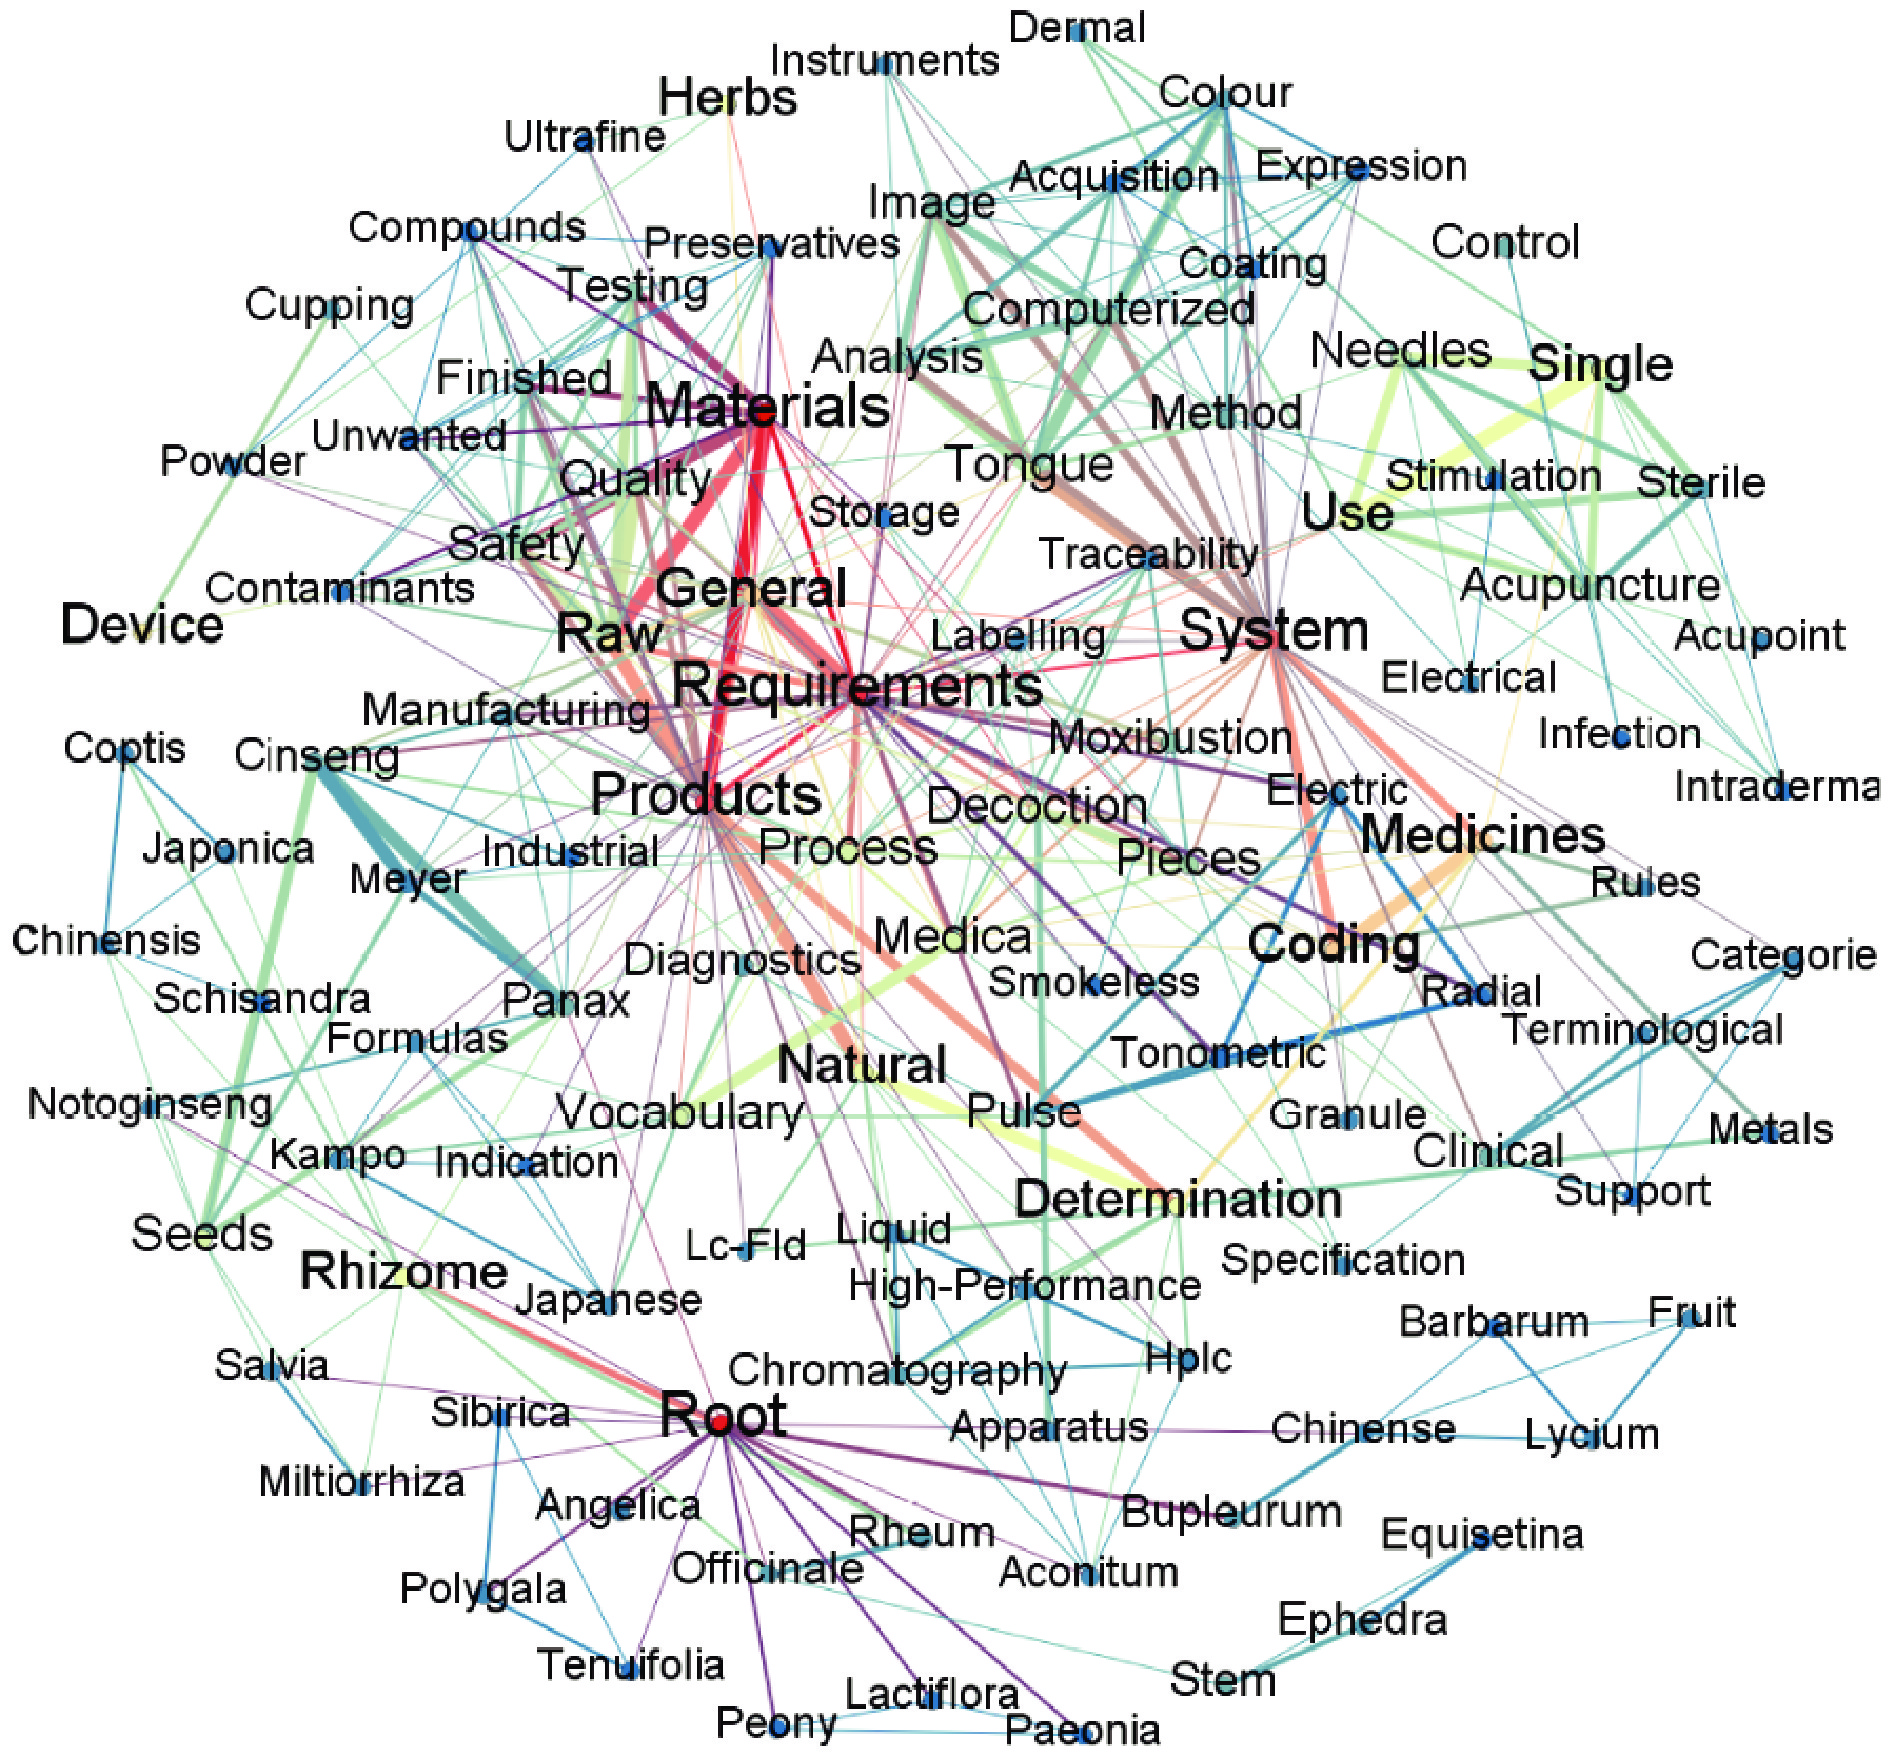 Dermal
Instruments
Herbs
Colour
Ultrafine
Acquisition
Expression
Image
Compounds
Preservatives
Control
Testing
Coating
Cupping
Computerized
Analysis
Needles
Single
Finished
Materials
Method
Unwanted
Powder
Quality
Tongue
Stimulation
Sterile
Storage
Use
Safety
Traceability
Contaminants
General
Acupuncture
Device
Raw
Labelling
System
Acupoint
Requirements
Electrical
Manufacturing
Moxibustion
Infection
Coptis
Cinseng
Products
Decoction
Electric
Intraderma
Japonica
Industrial
Process
Pieces
Medicines
Meyer
Rules
Chinensis
Diagnostics
Medica
Coding
Categorie
Schisandra
Panax
Smokeless
Radial
Formulas
Terminological
Natural
Tonometric
Notoginseng
Vocabulary
Pulse
Granule
Metals
Kampo
Indication
Clinical
Support
Seeds
Determination
Lc-Fld
Liquid
Specification
Rhizome
Japanese
High-Performance
Barbarum
Fruit
Salvia
Chromatography
Hplc
Sibirica
Root
Apparatus
Chinense
Lycium
Miltiorrhiza
Angelica
Rheum
Bupleurum
Equisetina
Officinale
Aconitum
Polygala
Ephedra
Tenuifolia
Stem
Lactiflora
Peony
Paeonia